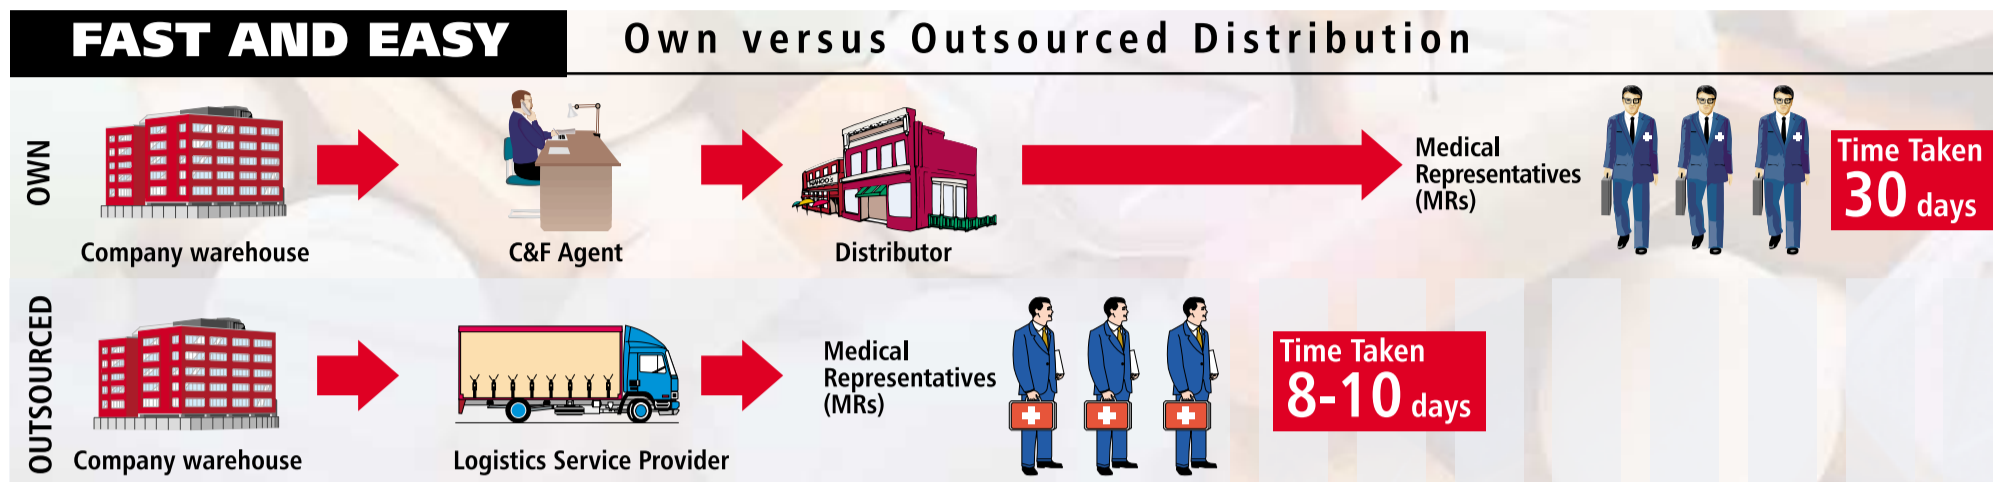 FAST AND EASY
Own versus Outsourced Distribution
OWN
Company warehouse
C&F Agent
Distributor
Medical
Representatives
(MRs)
Time Taken
30 days
OUTSOURCED
Company warehouse
Logistics Service Provider
Medical
Representatives
(MRs)
Time Taken
8-10 days